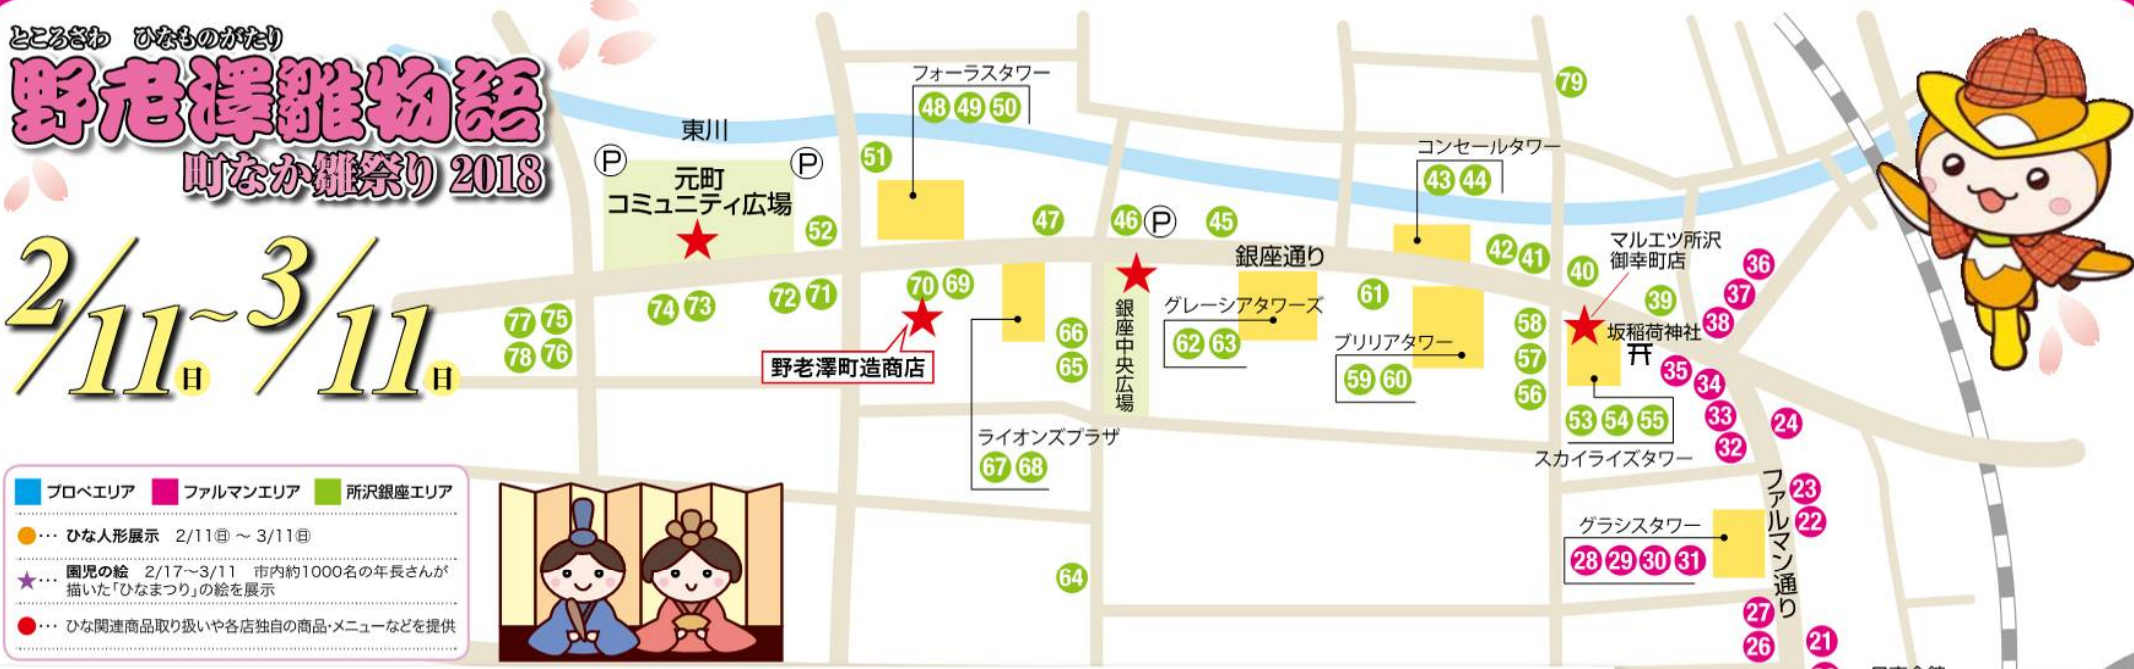 ところざわ ひなものがたり
野老澤雛物語
町なか雛祭り 2018
2/11日~3/11日
東川
P
P
元町
コミュニティ広場
フォーラスタワー
48 49 50
51
52
47
46 P
45
銀座通り
コンセールタワー
43 44
42 41
79
40
マルエツ所沢
御幸町店
39
36
37
38
坂稲荷神社
77 75
78 76
74 73
72 71
70 69
野老澤町造商店
66
65
銀座中央広場
グレーシアタワーズ
62 63
61
ブリリアタワー
59 60
58
57
56
35
34
33
32
24
53 54 55
スカイライズタワー
ライオンズプラザ
67 68
64
ファルマン通り
23
22
グラシスタワー
28 29 30 31
27
26
21
プロペエリア ファルマンエリア 所沢銀座エリア
●… ひな人形展示 2/11㊐ ~ 3/11㊐
★… 園児の絵 2/17~3/11 市内約1000名の年長さんが
描いた「ひなまつり」の絵を展示
●… ひな関連商品取り扱いや各店独自の商品・メニューなどを提供